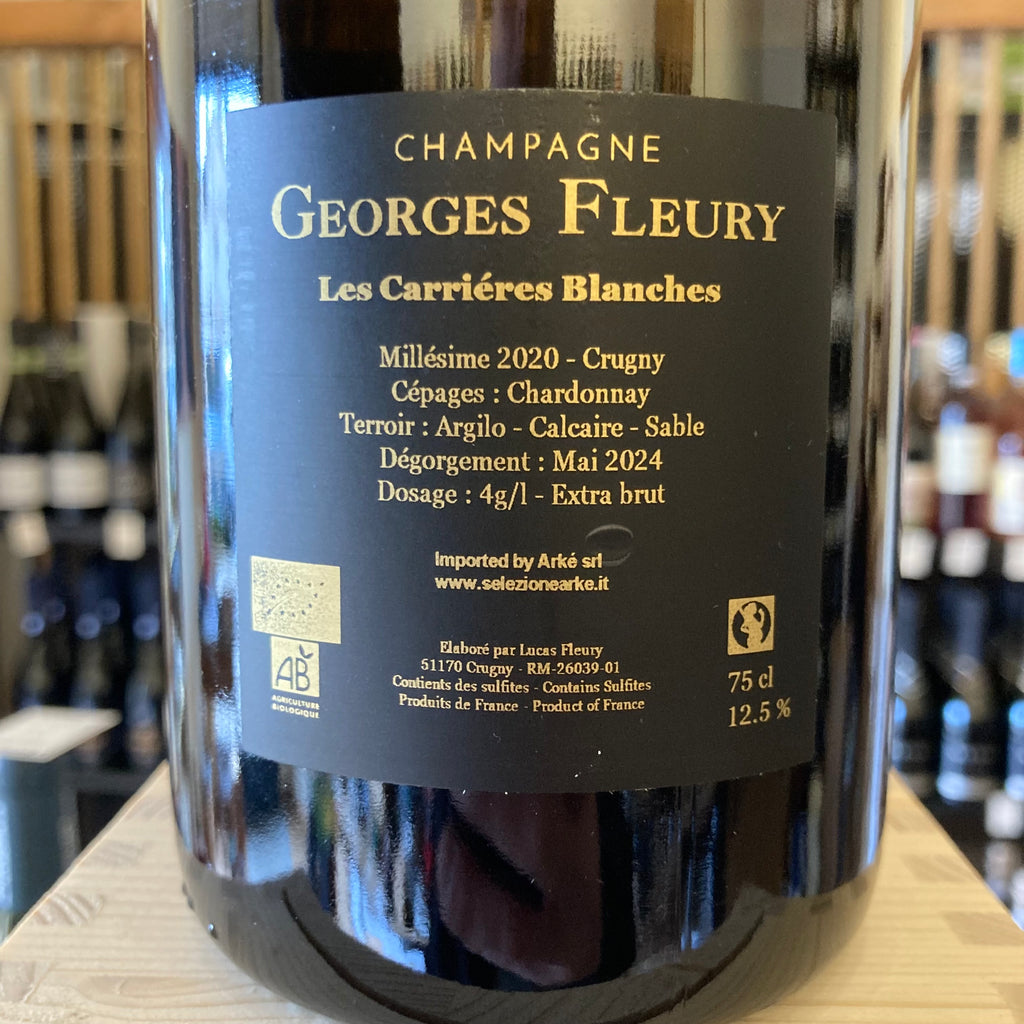 CHAMPAGNE
GEORGES FLEURY
Les Carriéres Blanches
Millésime 2020 - Crugny
Cépages : Chardonnay
Terroir : Argilo - Calcaire - Sable
Dégorgement : Mai 2024
Dosage : 4g/l - Extra brut
Imported by Arké srl
www.selezionearke.it
Elaboré par Lucas Fleury
51170 Crugny - RM-26039-01
Contients des sulfites - Contains Sulfites
Produits de France - Product of France
AB
AGRICULTURE
BIOLOGIQUE
75 cl
12.5 %